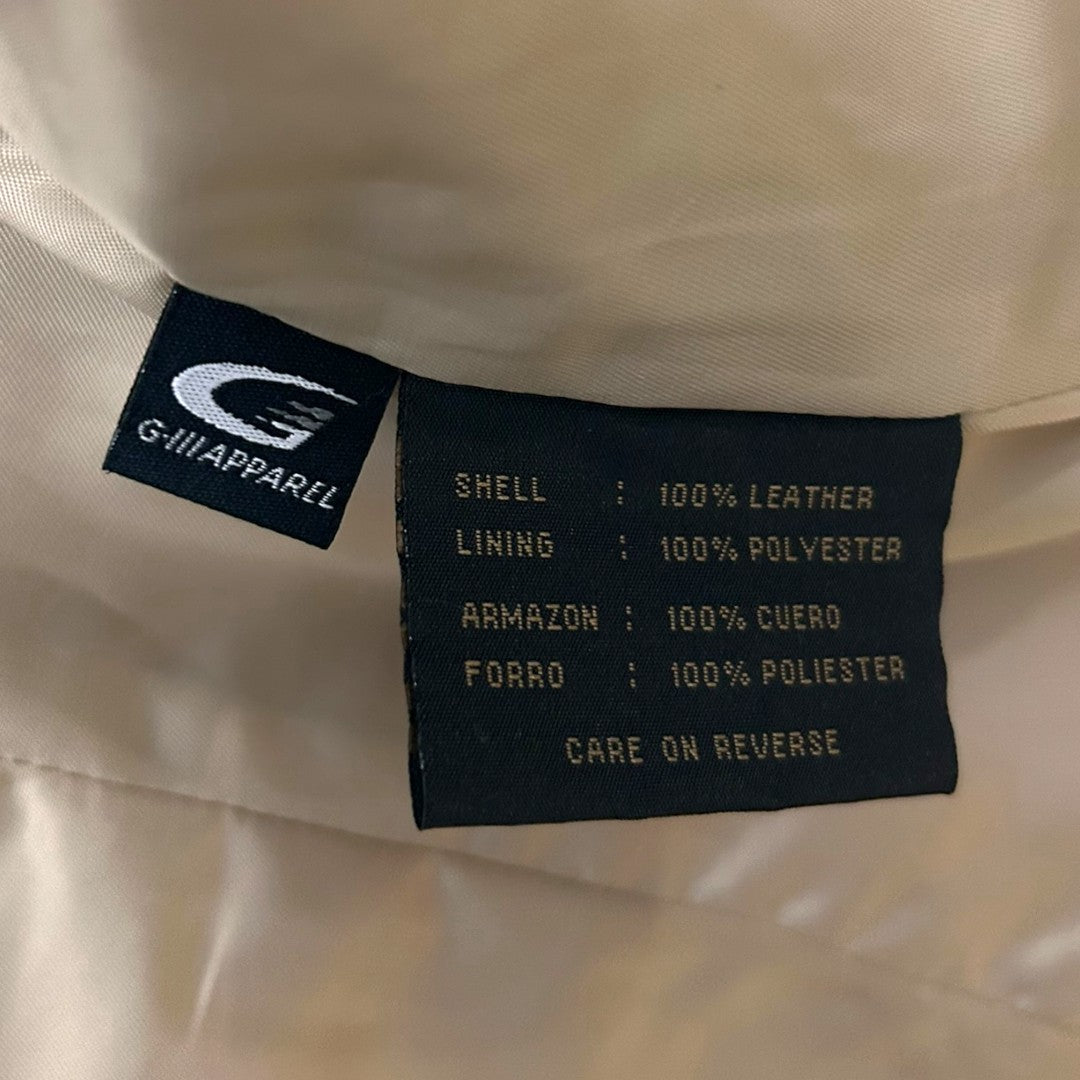 G-III APPAREL
SHELL : 100% LEATHER
LINING : 100% POLYESTER
ARMAZON : 100% CUERO
FORRO : 100% POLIESTER
CARE ON REVERSE